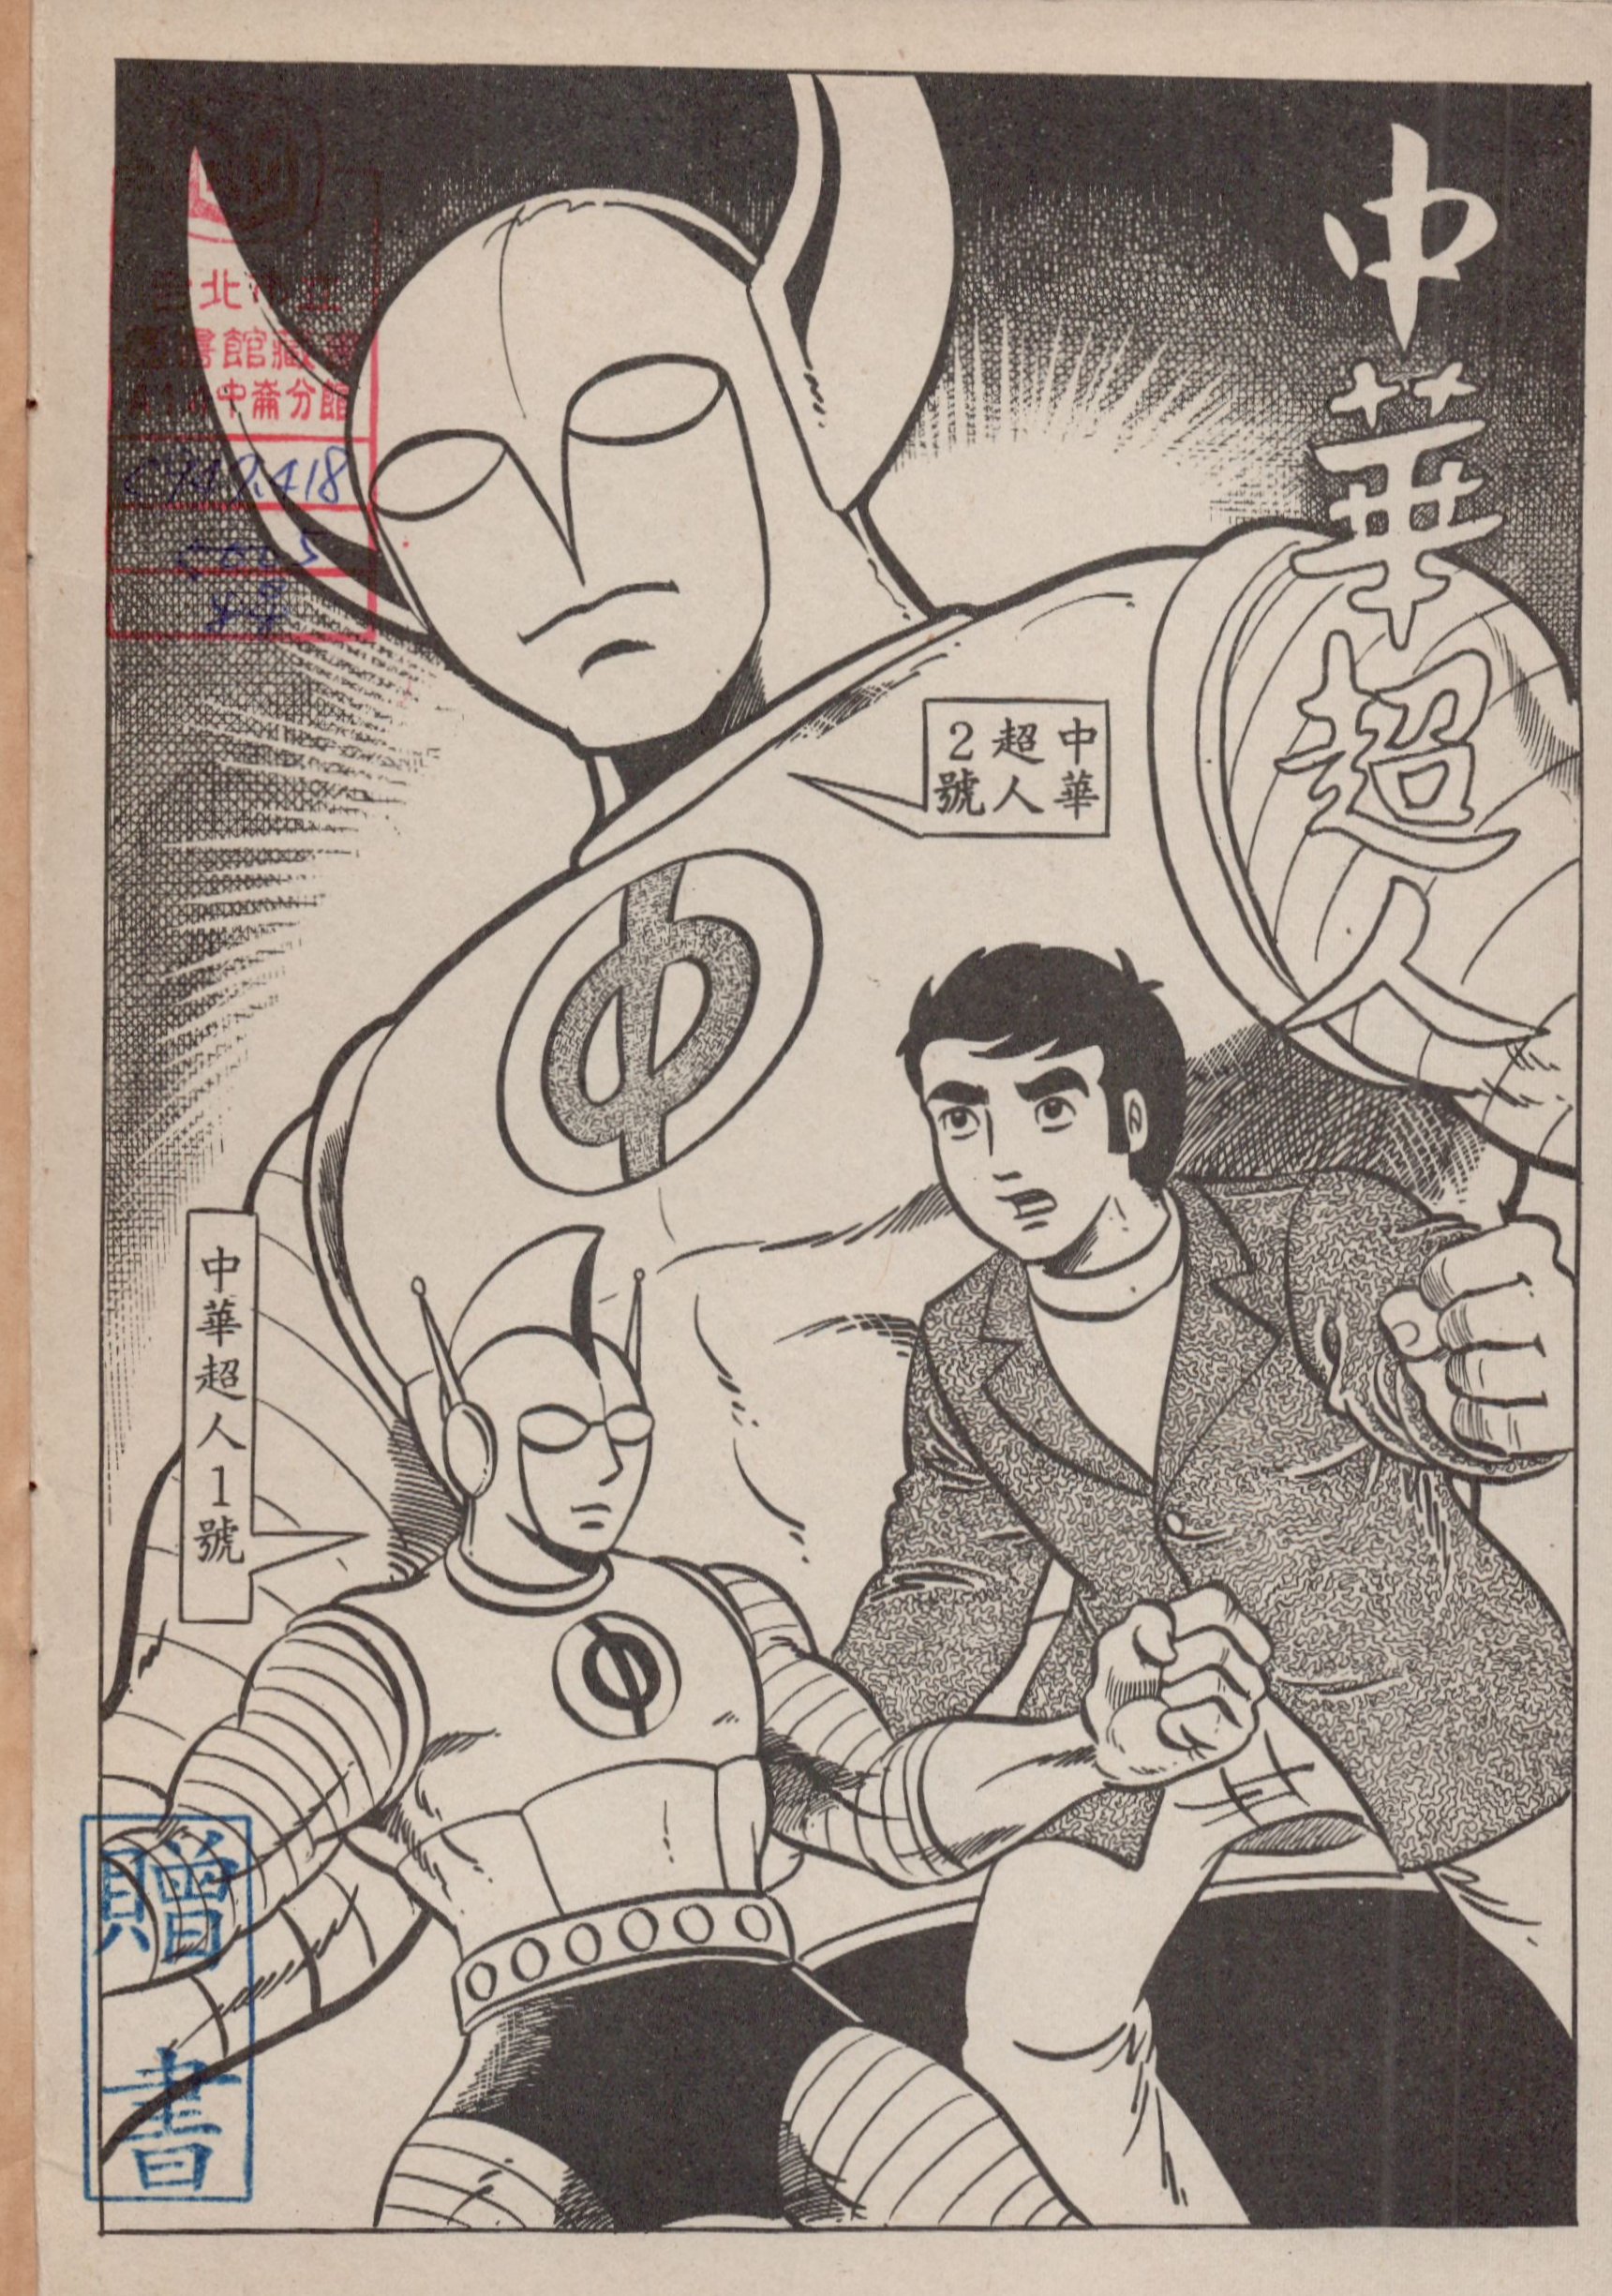 中華超人
中華
超人
2號
中華超人1號
台北市立
圖書館藏書
中崙分館
贈書